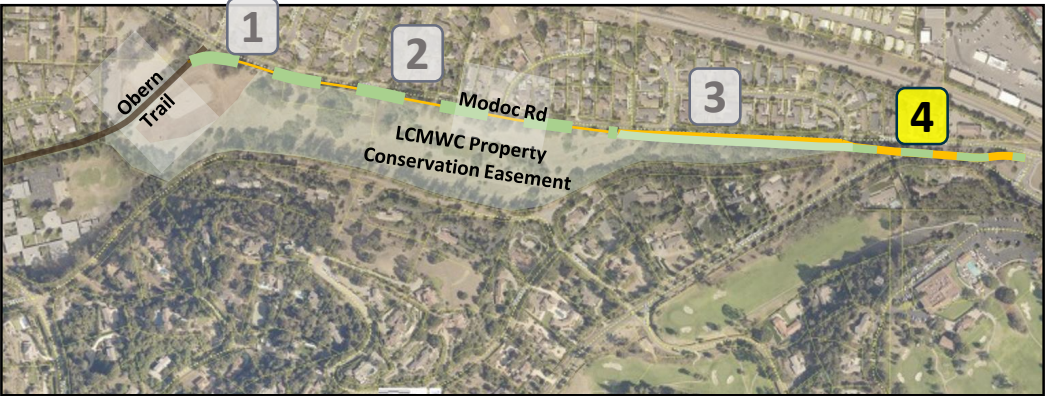 1
2
3
4
Obern
Trail
Modoc Rd
LCMWC Property
Conservation Easement